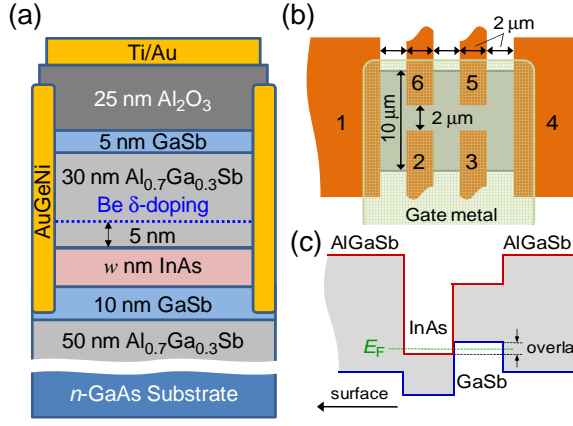 (a)
Ti/Au
25 nm Al2O3
5 nm GaSb
30 nm Al0.7Ga0.3Sb
Be δ-doping
5 nm
w nm InAs
10 nm GaSb
50 nm Al0.7Ga0.3Sb
n-GaAs Substrate
AuGeNi
(b)
2 μm
6 5
1 4
10 μm
2 μm
2 3
Gate metal
(c)
AlGaSb AlGaSb
InAs
EF
overla
GaSb
surface